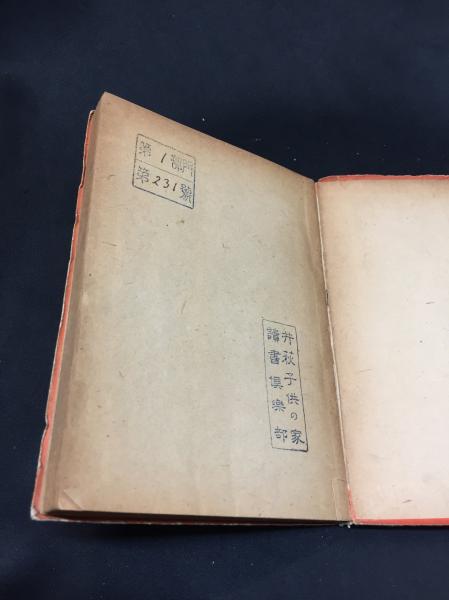 第1部門
第231號
井荻子供の家
讀書倶樂部